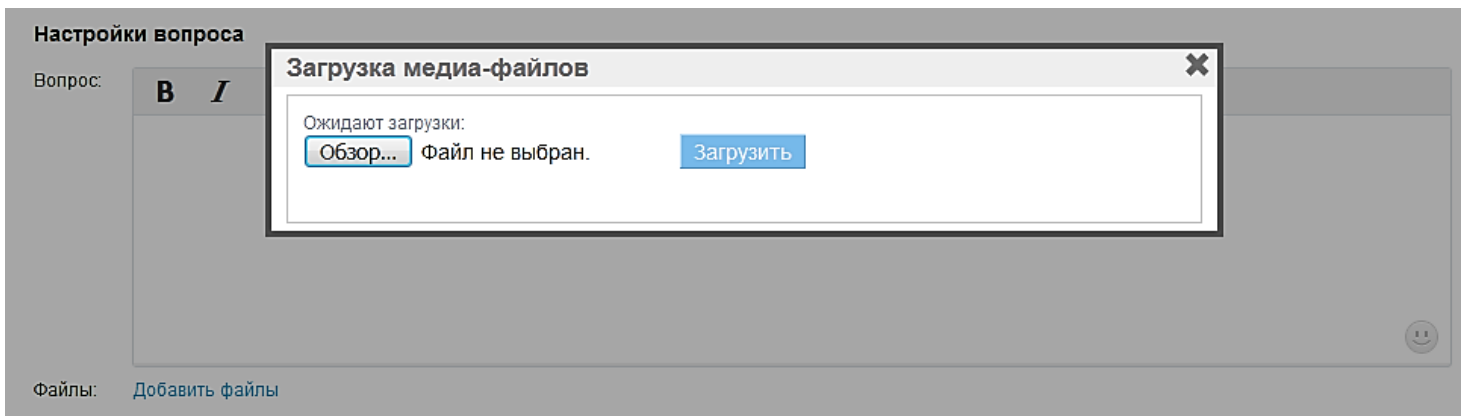 Настройки вопроса
Загрузка медиа-файлов
Вопрос:
B I
Ожидают загрузки:
Обзор... Файл не выбран. Загрузить
Файлы: Добавить файлы